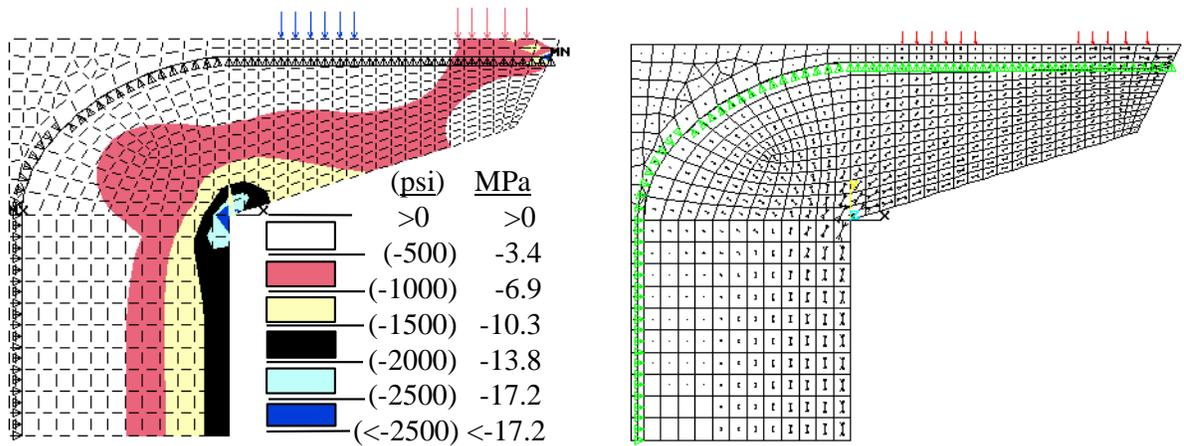 MN
MX
X
(psi) MPa
>0 >0
(-500) -3.4
(-1000) -6.9
(-1500) -10.3
(-2000) -13.8
(-2500) -17.2
(<-2500) <-17.2
X